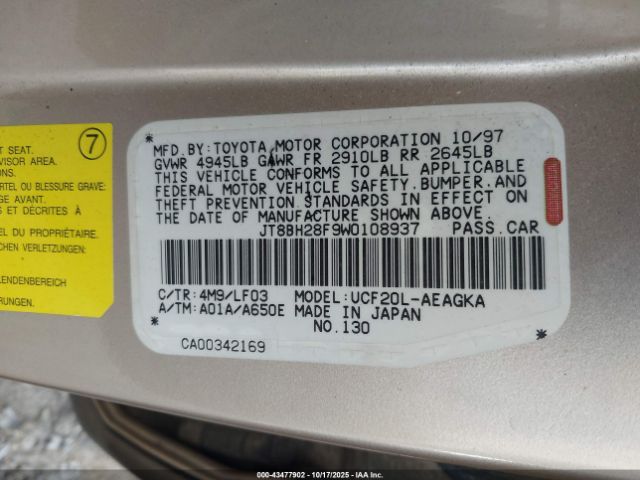 7
T SEAT.
VISOR AREA.
RTEL OU BLESSURE GRAVE:
GE AVANT.
S ET DÉCRITES À
L DU PROPRIÉTAIRE.
CHEN VERLETZUNGEN:
LENDENBEREICH
MFD. BY: TOYOTA MOTOR CORPORATION 10/97
GVWR 4945LB GAWR FR 2910LB RR 2645LB
THIS VEHICLE CONFORMS TO ALL APPLICABLE
FEDERAL MOTOR VEHICLE SAFETY, BUMPER, AND
THEFT PREVENTION STANDARDS IN EFFECT ON
THE DATE OF MANUFACTURE SHOWN ABOVE.
JT8BH28F9W0108937 PASS. CAR
C/TR: 4M9/LF03 MODEL: UCF20L-AEAGKA
A/TM: A01A/A650E MADE IN JAPAN
NO. 130
CA00342169
000-43477902 - 10/17/2025 - IAA, Inc.